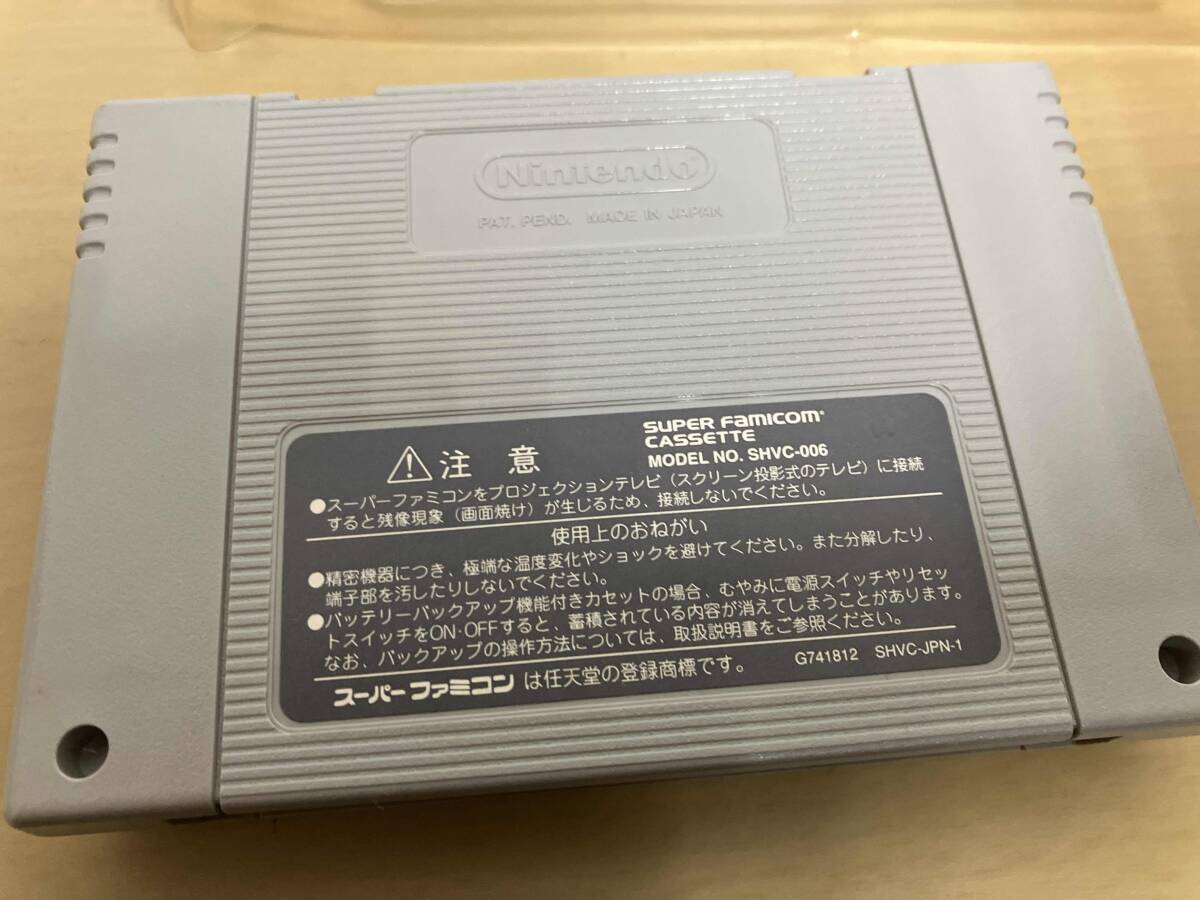 Nintendo
PAT. PEND. MADE IN JAPAN
SUPER FAMICOM
CASSETTE
MODEL NO. SHVC-006
注意
●スーパーファミコンをプロジェクションテレビ（スクリーン投影式のテレビ）に接続
すると残像現象（画面焼け）が生じるため、接続しないでください。
使用上のおねがい
●精密機器につき、極端な温度変化やショックを避けてください。また分解したり、
端子部を汚したりしないでください。
●バッテリーバックアップ機能付きカセットの場合、むやみに電源スイッチやリセッ
トスイッチをON・OFFすると、蓄積されている内容が消えてしまうことがあります。
なお、バックアップの操作方法については、取扱説明書をご参照ください。
スーパーファミコン は任天堂の登録商標です。 G741812 SHVC-JPN-1